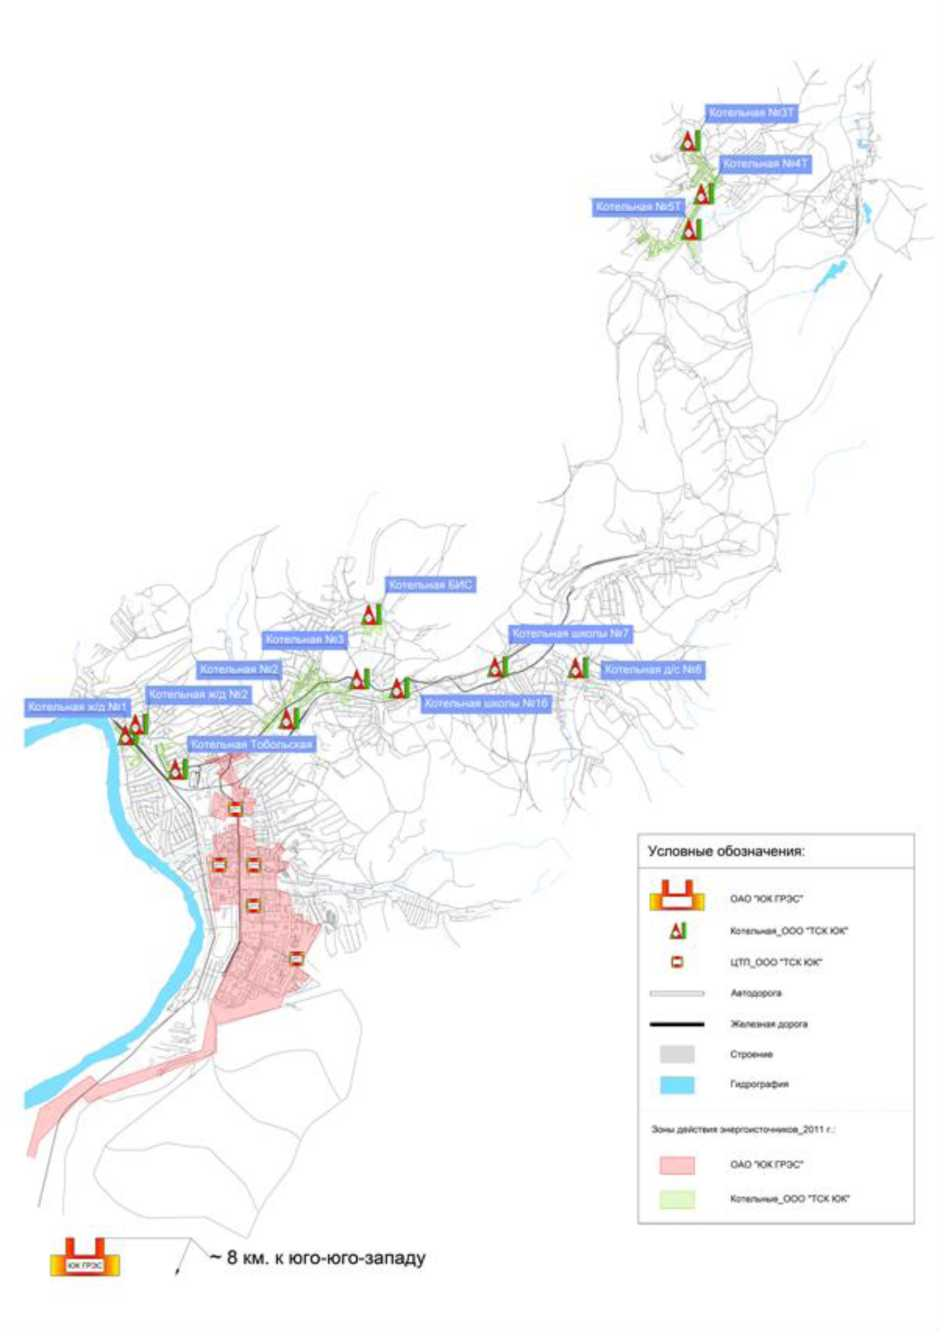 Котельная №3Т
Котельная №4Т
Котельная №5Т
Котельная БИС
Котельная №3
Котельная школы №7
Котельная №2
Котельная д/с №6
Котельная ж/д №2
Котельная ж/д №1
Котельная школы №16
Котельная Тобольская
Условные обозначения:
ОАО "ЮК ГРЭС"
Котельная_ООО "ТСК ЮК"
ЦТП_ООО "ТСК ЮК"
Автодорога
Железная дорога
Строение
Гидрография
Зоны действия энергоисточников_2011 г.:
ОАО "ЮК ГРЭС"
Котельные_ООО "ТСК ЮК"
ЮК ГРЭС
~ 8 км. к юго-юго-западу